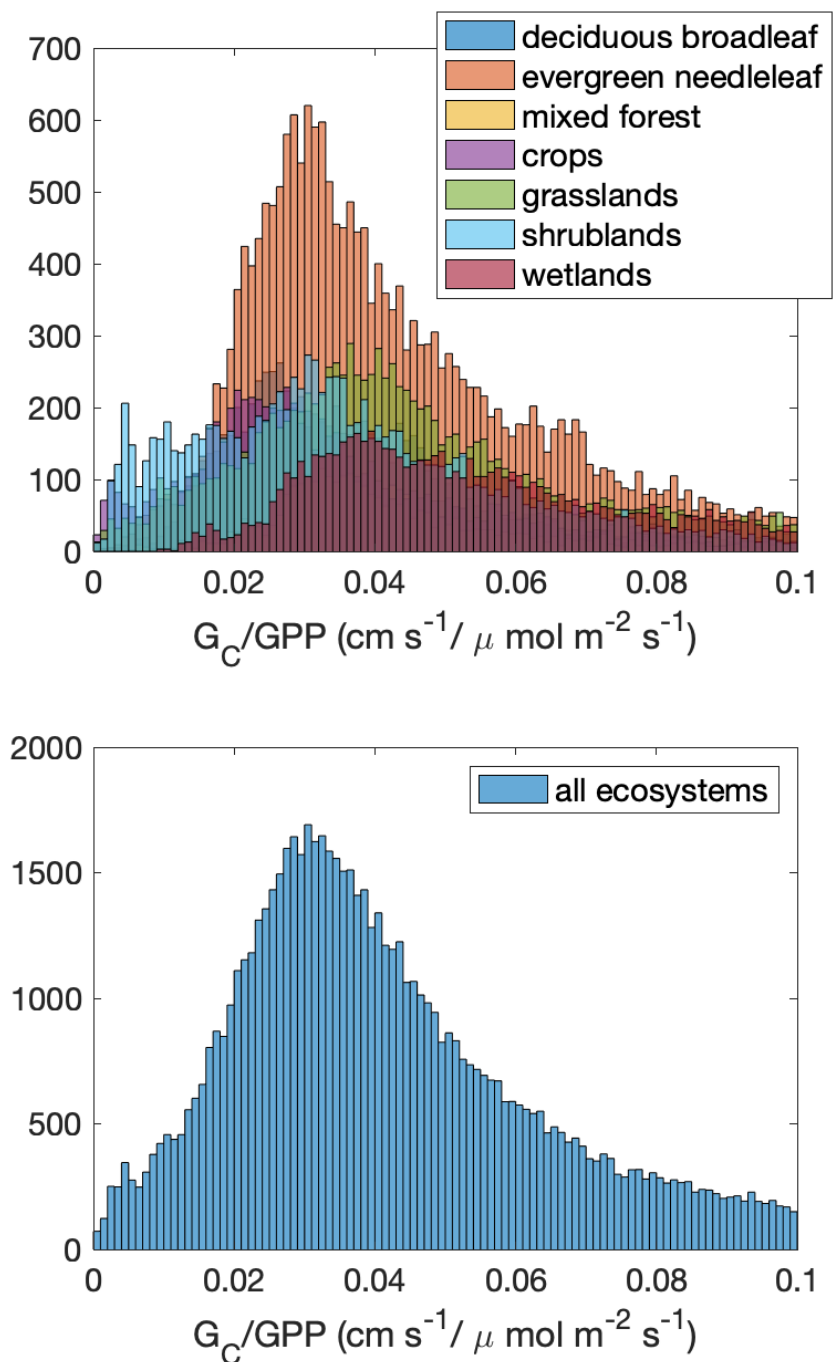 deciduous broadleaf
evergreen needleleaf
mixed forest
crops
grasslands
shrublands
wetlands
700
600
500
400
300
200
100
0
0 0.02 0.04 0.06 0.08 0.1
G_C/GPP (cm s⁻¹/ μ mol m⁻² s⁻¹)
all ecosystems
2000
1500
1000
500
0
0 0.02 0.04 0.06 0.08 0.1
G_C/GPP (cm s⁻¹/ μ mol m⁻² s⁻¹)